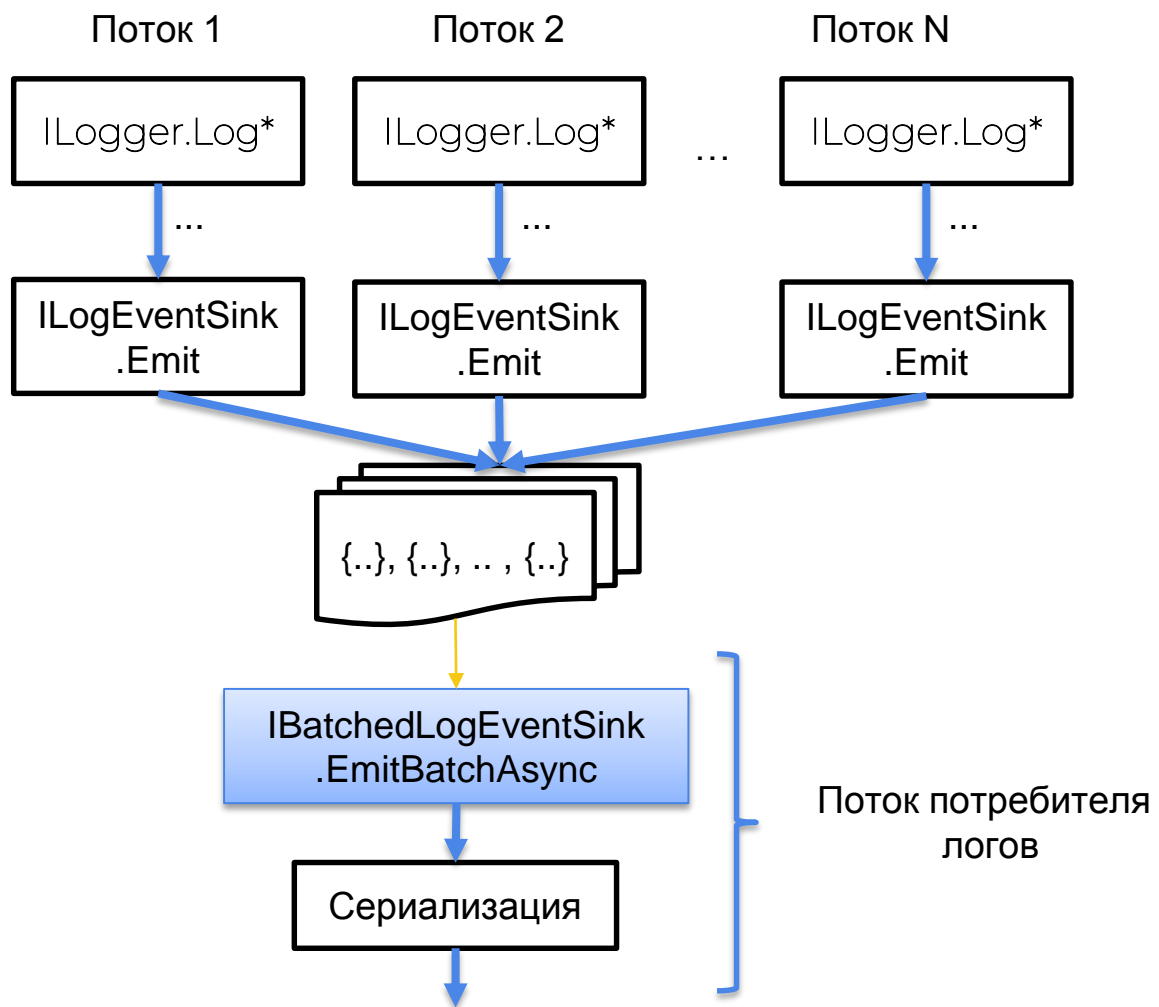 Поток 1
Поток 2
Поток N
ILogger.Log*
ILogger.Log*
...
ILogger.Log*
...
...
...
ILogEventSink
.Emit
ILogEventSink
.Emit
ILogEventSink
.Emit
{..}, {..}, .. , {..}
IBatchedLogEventSink
.EmitBatchAsync
Поток потребителя
логов
Сериализация